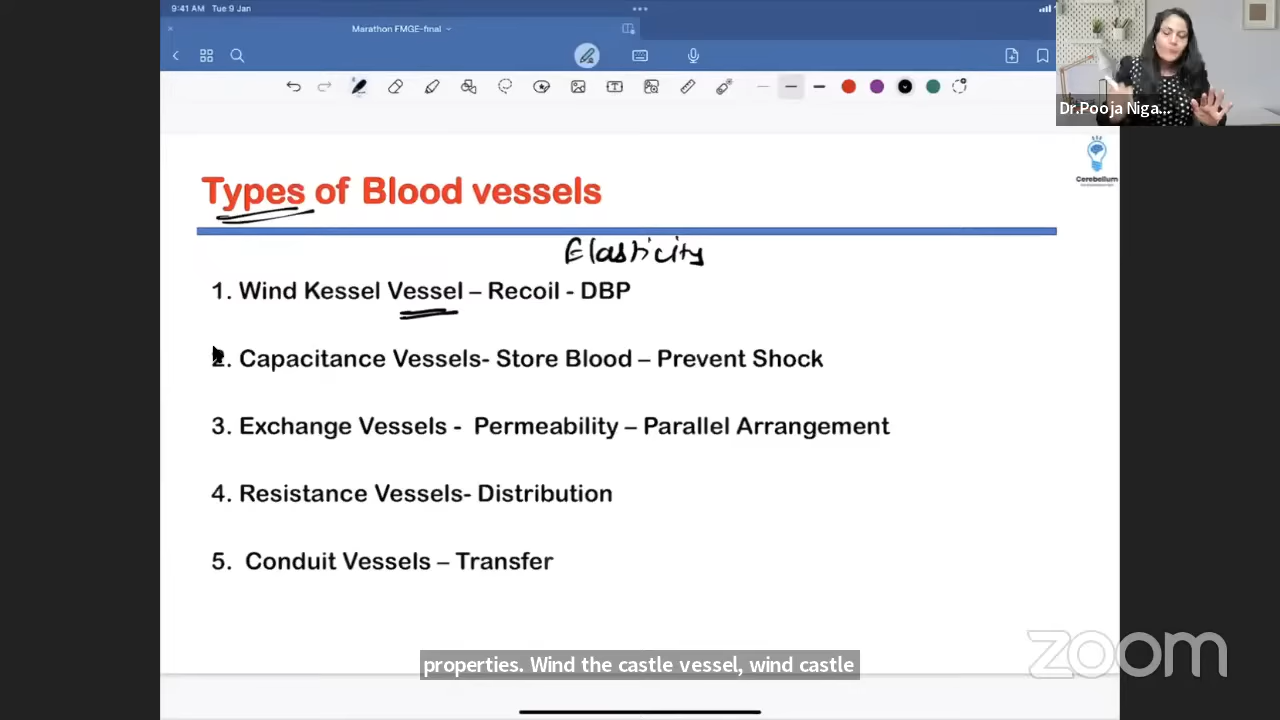 9:41 AM Tue 9 Jan
Marathon FMGE-final
Dr.Pooja Niga...
Cerebellum
Types of Blood vessels
Elasticity
1. Wind Kessel Vessel – Recoil - DBP
2. Capacitance Vessels- Store Blood – Prevent Shock
3. Exchange Vessels - Permeability – Parallel Arrangement
4. Resistance Vessels- Distribution
5. Conduit Vessels – Transfer
properties. Wind the castle vessel, wind castle
zoom